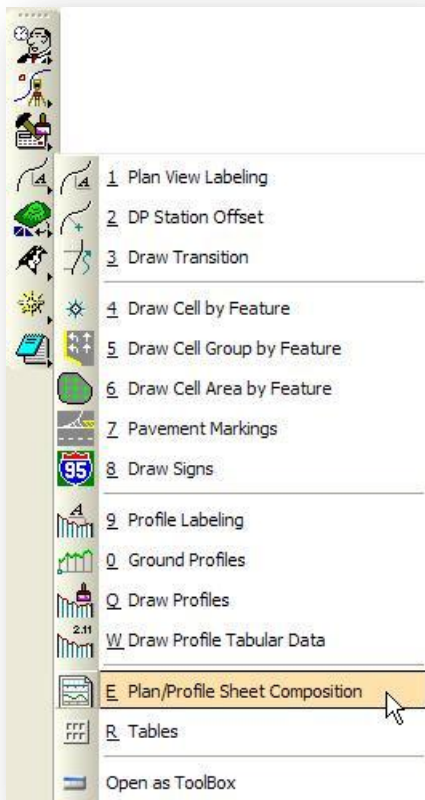 1 Plan View Labeling
2 DP Station Offset
3 Draw Transition
4 Draw Cell by Feature
5 Draw Cell Group by Feature
6 Draw Cell Area by Feature
7 Pavement Markings
95
8 Draw Signs
A
9 Profile Labeling
0 Ground Profiles
Q Draw Profiles
2.11
W Draw Profile Tabular Data
E Plan/Profile Sheet Composition
R Tables
Open as ToolBox